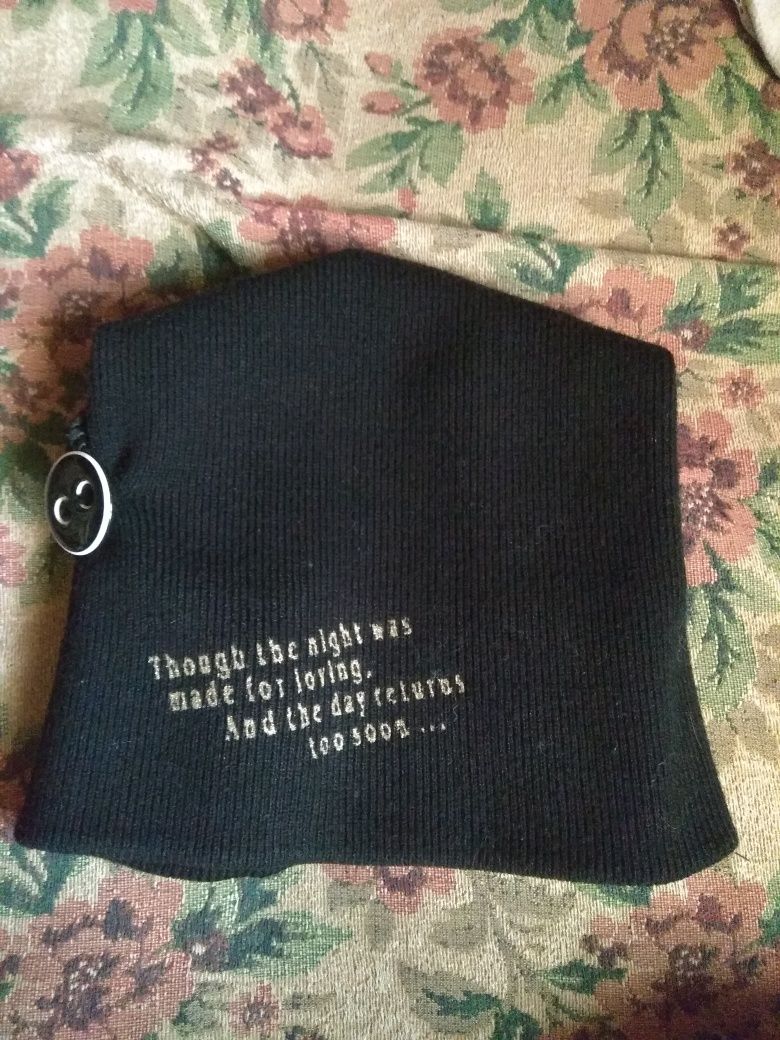 Though the night was
made for loving,
And the day returns
too soon ...